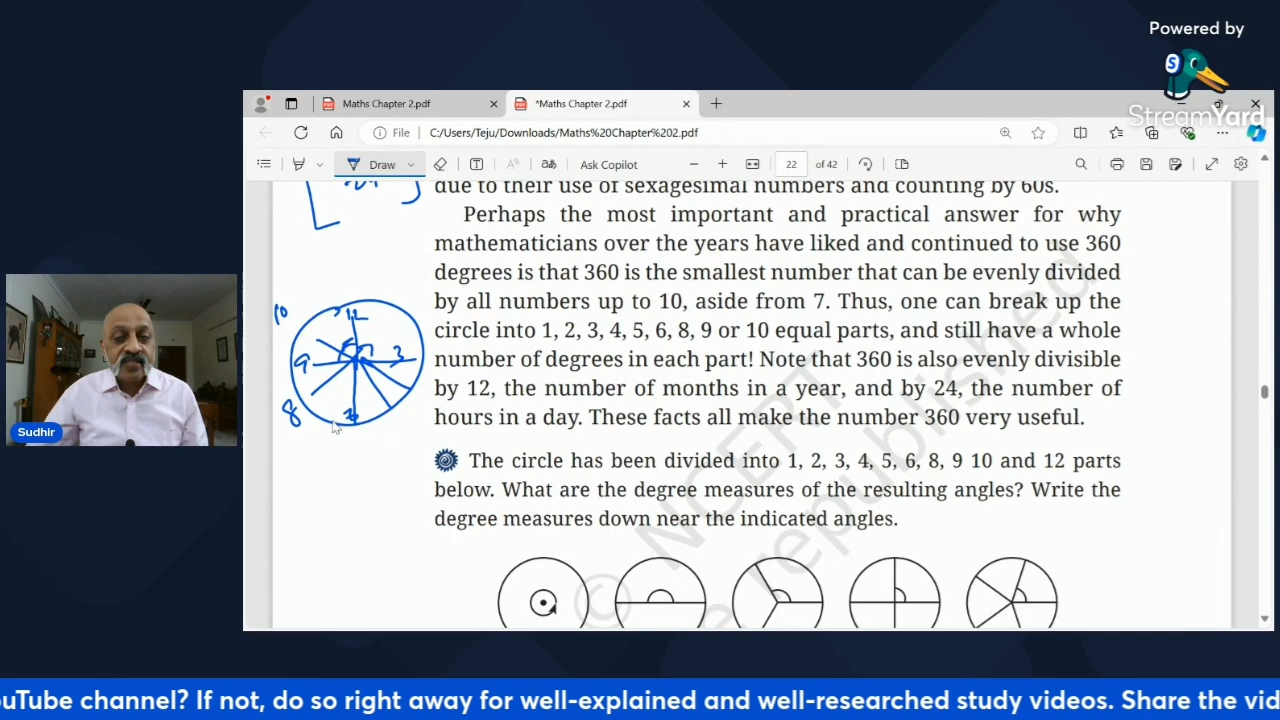 Powered by
S
StreamYard
Maths Chapter 2.pdf
*Maths Chapter 2.pdf
File
C:/Users/Teju/Downloads/Maths%20Chapter%202.pdf
Draw
Ask Copilot
22
of 42
due to their use of sexagesimal numbers and counting by 60s.
Perhaps the most important and practical answer for why
mathematicians over the years have liked and continued to use 360
degrees is that 360 is the smallest number that can be evenly divided
by all numbers up to 10, aside from 7. Thus, one can break up the
circle into 1, 2, 3, 4, 5, 6, 8, 9 or 10 equal parts, and still have a whole
number of degrees in each part! Note that 360 is also evenly divisible
by 12, the number of months in a year, and by 24, the number of
hours in a day. These facts all make the number 360 very useful.
10
12
9
3
8
The circle has been divided into 1, 2, 3, 4, 5, 6, 8, 9 10 and 12 parts
below. What are the degree measures of the resulting angles? Write the
degree measures down near the indicated angles.
© NCERT
be republished
Sudhir
uTube channel? If not, do so right away for well-explained and well-researched study videos. Share the vid